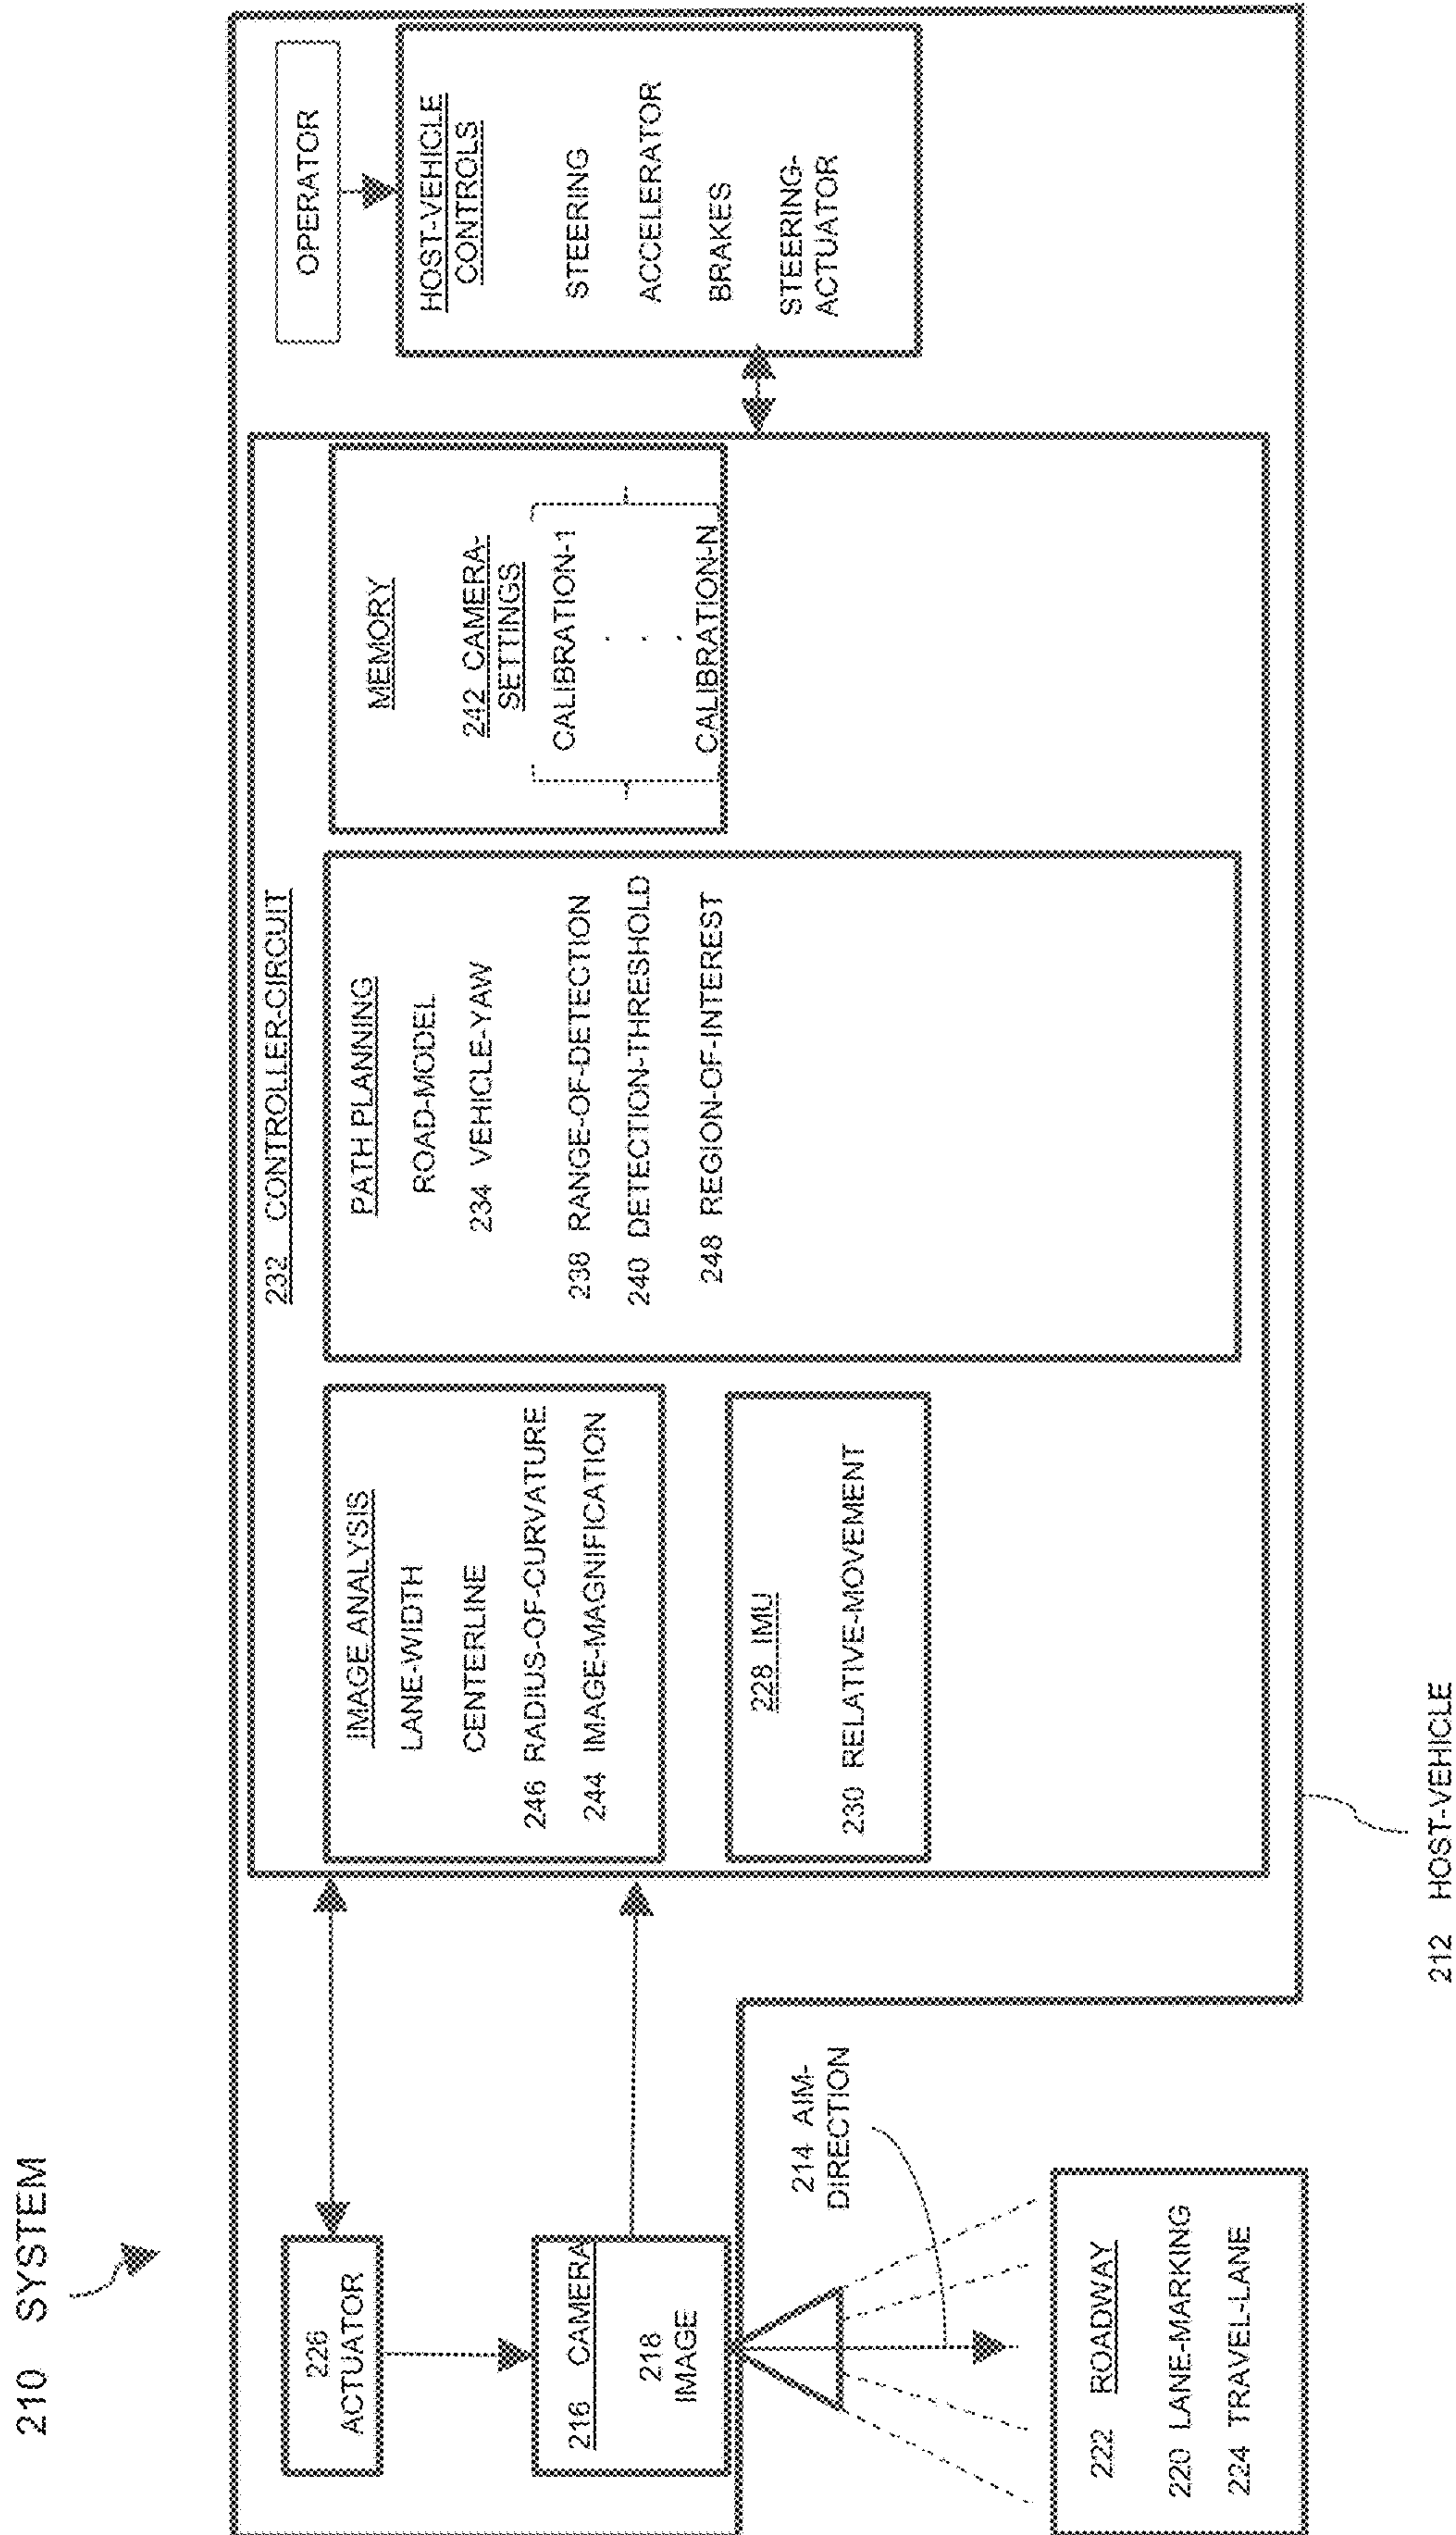 210 SYSTEM
226
ACTUATOR
216 CAMERA
218
IMAGE
214 AIM-
DIRECTION
222 ROADWAY
220 LANE-MARKING
224 TRAVEL-LANE
212 HOST-VEHICLE
232 CONTROLLER-CIRCUIT
IMAGE ANALYSIS
LANE-WIDTH
CENTERLINE
246 RADIUS-OF-CURVATURE
244 IMAGE-MAGNIFICATION
228 IMU
230 RELATIVE-MOVEMENT
PATH PLANNING
ROAD-MODEL
234 VEHICLE-YAW
238 RANGE-OF-DETECTION
240 DETECTION-THRESHOLD
248 REGION-OF-INTEREST
MEMORY
242 CAMERA-
SETTINGS
CALIBRATION-1
.
.
.
CALIBRATION-N
OPERATOR
HOST-VEHICLE
CONTROLS
STEERING
ACCELERATOR
BRAKES
STEERING-
ACTUATOR